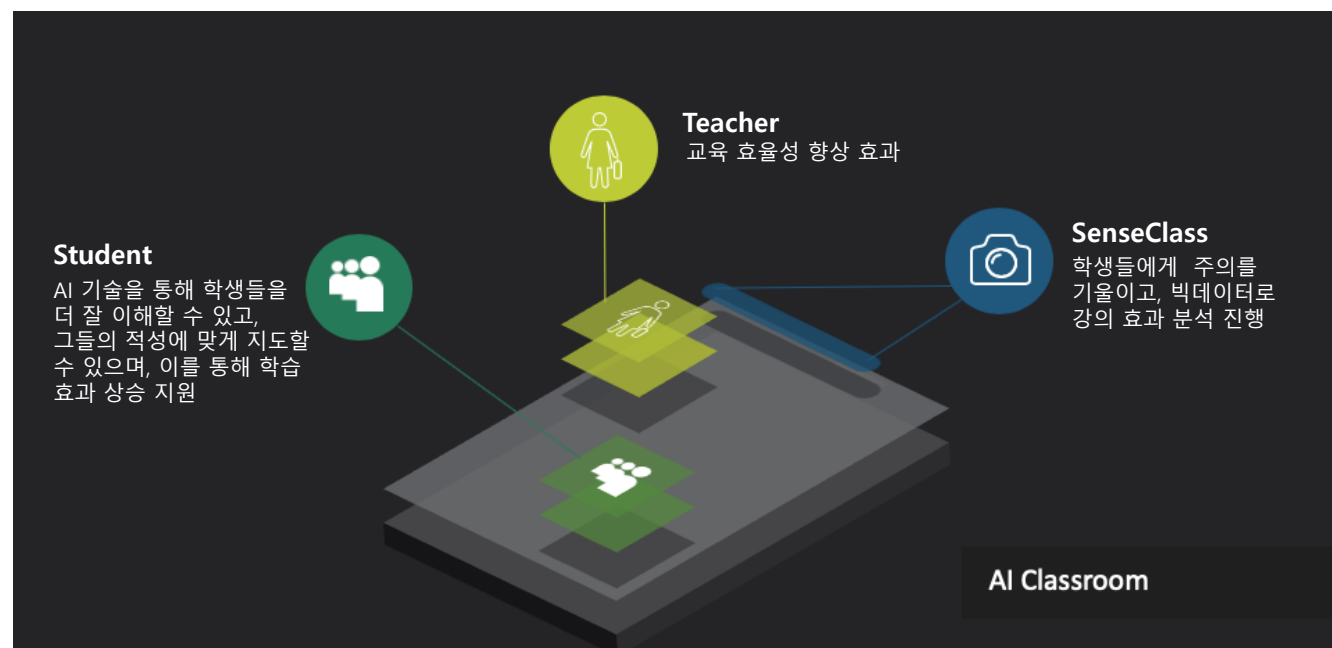 Teacher
교육 효율성 향상 효과
Student
AI 기술을 통해 학생들을
더 잘 이해할 수 있고,
그들의 적성에 맞게 지도할
수 있으며, 이를 통해 학습
효과 상승 지원
SenseClass
학생들에게 주의를
기울이고, 빅데이터로
강의 효과 분석 진행
AI Classroom